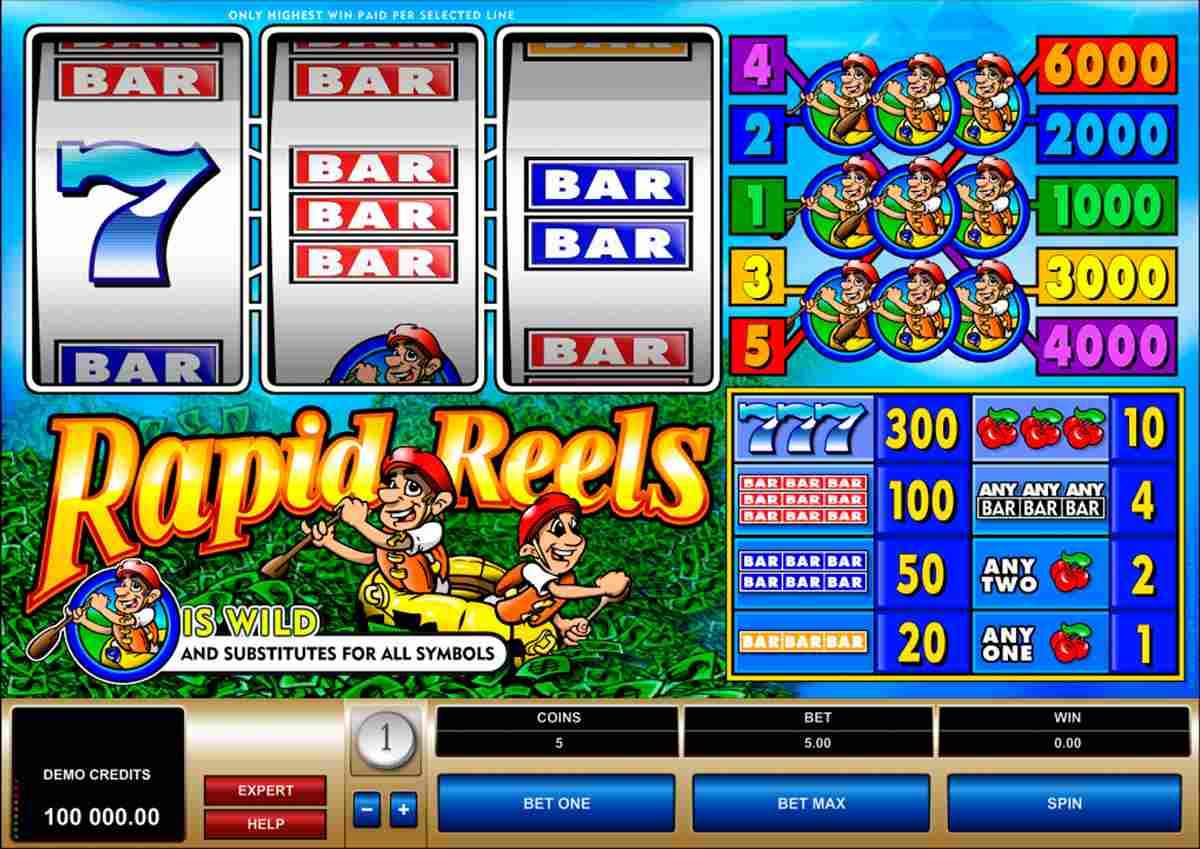 ONLY HIGHEST WIN PAID PER SELECTED LINE
BAR BAR
7 BAR BAR
BAR BAR
BAR
BAR BAR
4 6000
2 2000
1 1000
3 3000
5 4000
Rapid Reels
IS WILD
AND SUBSTITUTES FOR ALL SYMBOLS
777 300 10
BAR BAR BAR
BAR BAR BAR
BAR BAR BAR
100
ANY ANY ANY
BAR BAR BAR
4
BAR BAR BAR
BAR BAR BAR
50
ANY
TWO
2
BAR BAR BAR
20
ANY
ONE
1
DEMO CREDITS
100 000.00
EXPERT
HELP
1
- +
COINS
5
BET
5.00
WIN
0.00
BET ONE
BET MAX
SPIN